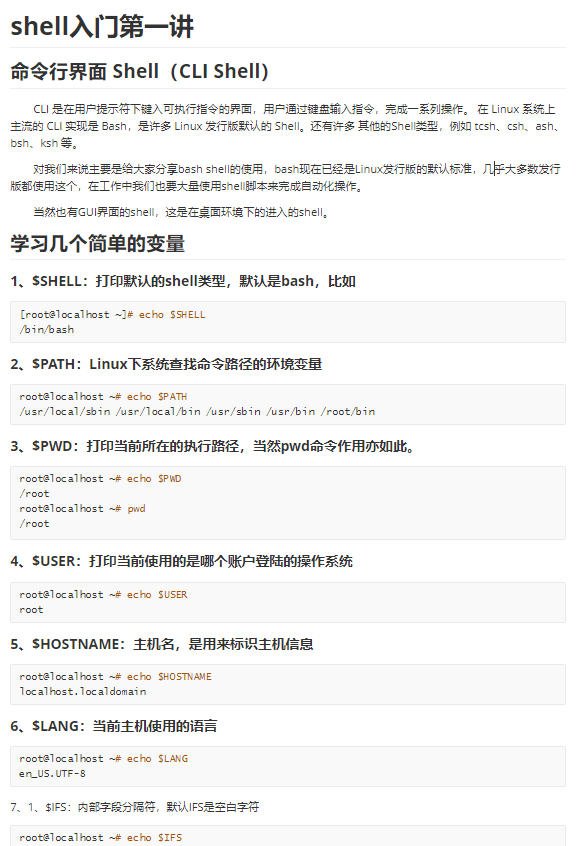 shell入门第一讲
命令行界面 Shell（CLI Shell）
CLI 是在用户提示符下键入可执行指令的界面，用户通过键盘输入指令，完成一系列操作。 在 Linux 系统上
主流的 CLI 实现是 Bash，是许多 Linux 发行版默认的 Shell。还有许多 其他的Shell类型，例如 tcsh、csh、ash、
bsh、ksh 等。
对我们来说主要是给大家分享bash shell的使用，bash现在已经是Linux发行版的默认标准，几乎大多数发行
版都使用这个，在工作中我们也要大量使用shell脚本来完成自动化操作。
当然也有GUI界面的shell，这是在桌面环境下的进入的shell。
学习几个简单的变量
1、$SHELL：打印默认的shell类型，默认是bash，比如
[root@localhost ~]# echo $SHELL
/bin/bash
2、$PATH：Linux下系统查找命令路径的环境变量
root@localhost ~# echo $PATH
/usr/local/sbin /usr/local/bin /usr/sbin /usr/bin /root/bin
3、$PWD：打印当前所在的执行路径，当然pwd命令作用亦如此。
root@localhost ~# echo $PWD
/root
root@localhost ~# pwd
/root
4、$USER：打印当前使用的是哪个账户登陆的操作系统
root@localhost ~# echo $USER
root
5、$HOSTNAME：主机名，是用来标识主机信息
root@localhost ~# echo $HOSTNAME
localhost.localdomain
6、$LANG：当前主机使用的语言
root@localhost ~# echo $LANG
en_US.UTF-8
7、1、$IFS：内部字段分隔符，默认IFS是空白字符
root@localhost ~# echo $IFS